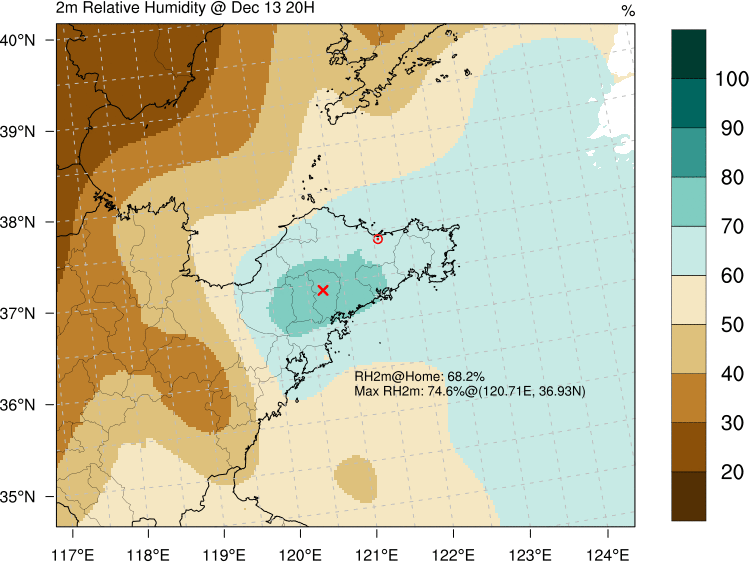 2m Relative Humidity @ Dec 13 20H
%
40°N
39°N
38°N
37°N
36°N
35°N
117°E
118°E
119°E
120°E
121°E
122°E
123°E
124°E
RH2m@Home: 68.2%
Max RH2m: 74.6%@(120.71E, 36.93N)
100
90
80
70
60
50
40
30
20